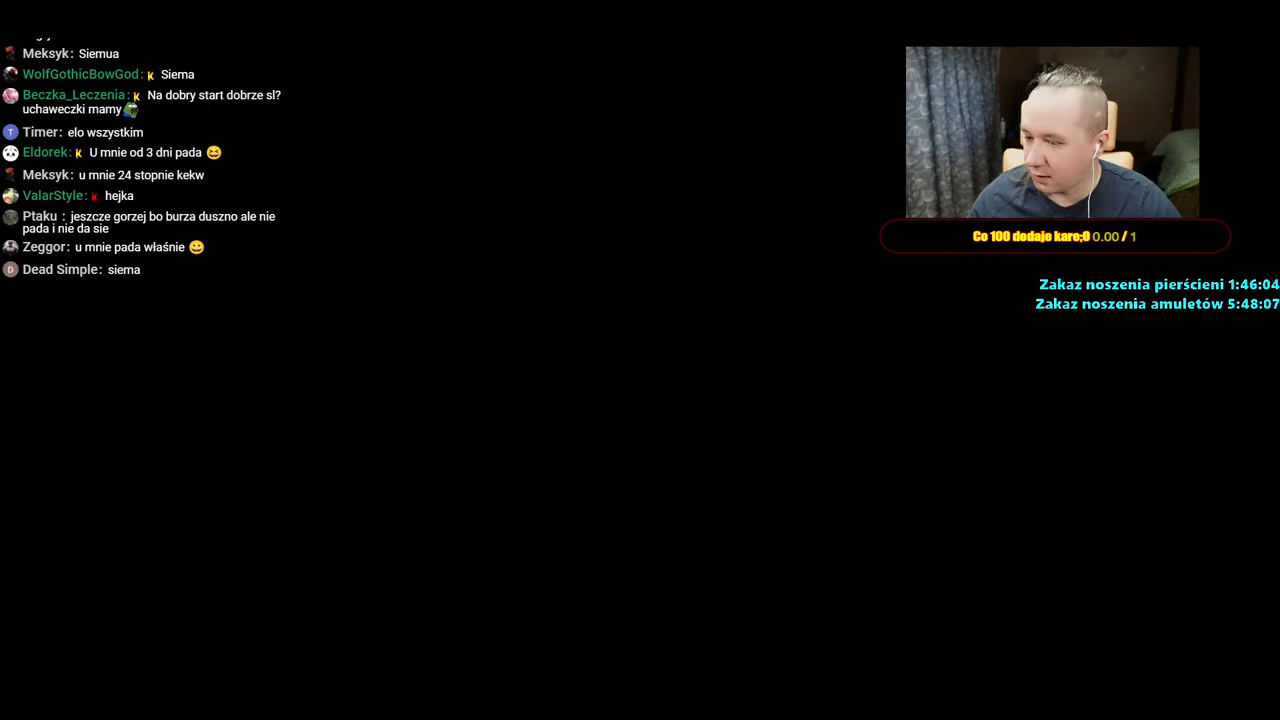 Meksyk: Siemua
WolfGothicBowGod: Siema
Beczka_Leczenia: Na dobry start dobrze sl?
uchaweczki mamy
Timer: elo wszystkim
Eldorek: U mnie od 3 dni pada 😆
Meksyk: u mnie 24 stopnie kekw
ValarStyle: hejka
Ptaku : jeszcze gorzej bo burza duszno ale nie
pada i nie da sie
Zeggor: u mnie pada właśnie 😀
Dead Simple: siema
Co 100 dodaje kare;0 0.00 / 1
Zakaz noszenia pierścieni 1:46:04
Zakaz noszenia amuletów 5:48:07